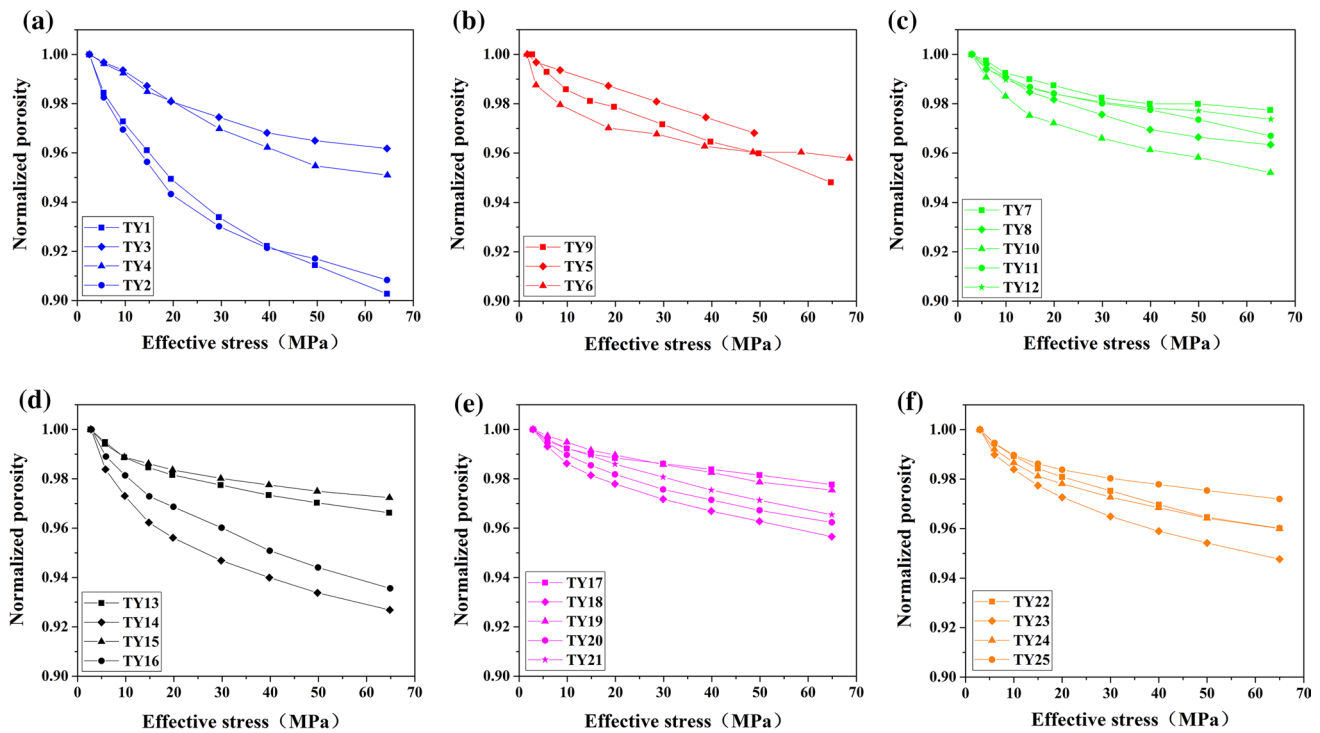 (a)
1.00
0.98
0.96
0.94
0.92
0.90
Normalized porosity
TY1
TY3
TY4
TY2
0 10 20 30 40 50 60 70
Effective stress（MPa）
(b)
1.00
0.98
0.96
0.94
0.92
0.90
Normalized porosity
TY9
TY5
TY6
0 10 20 30 40 50 60 70
Effective stress（MPa）
(c)
1.00
0.98
0.96
0.94
0.92
0.90
Normalized porosity
TY7
TY8
TY10
TY11
TY12
0 10 20 30 40 50 60 70
Effective stress（MPa）
(d)
1.00
0.98
0.96
0.94
0.92
0.90
Normalized porosity
TY13
TY14
TY15
TY16
0 10 20 30 40 50 60 70
Effective stress（MPa）
(e)
1.00
0.98
0.96
0.94
0.92
0.90
Normalized porosity
TY17
TY18
TY19
TY20
TY21
0 10 20 30 40 50 60 70
Effective stress（MPa）
(f)
1.00
0.98
0.96
0.94
0.92
0.90
Normalized porosity
TY22
TY23
TY24
TY25
0 10 20 30 40 50 60 70
Effective stress（MPa）